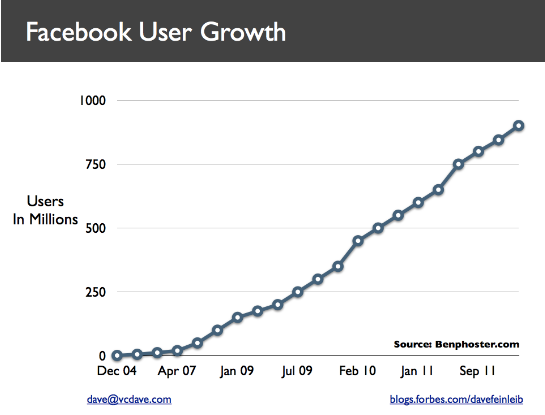 Facebook User Growth
1000
750
Users
In Millions
500
250
0
Source: Benphoster.com
Dec 04 Apr 07 Jan 09 Jul 09 Feb 10 Jan 11 Sep 11
dave@vcdave.com blogs.forbes.com/davefeinleib